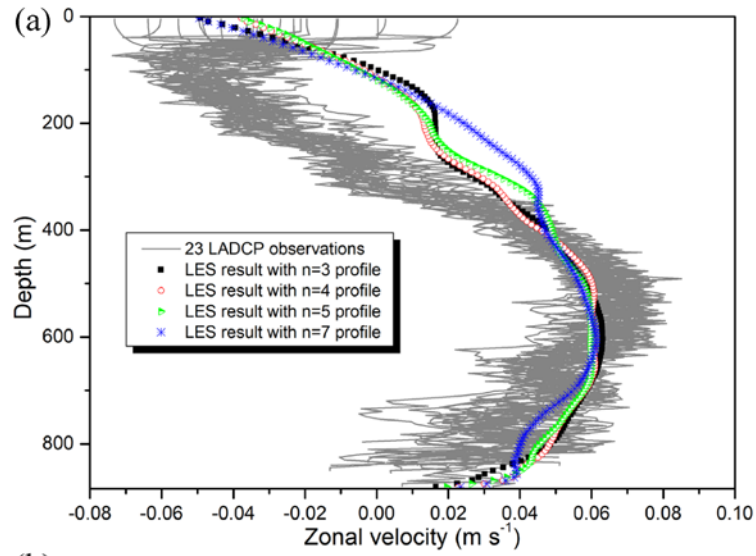 (a)
0
200
400
600
800
Depth (m)
23 LADCP observations
LES result with n=3 profile
LES result with n=4 profile
LES result with n=5 profile
LES result with n=7 profile
-0.08 -0.06 -0.04 -0.02 0.00 0.02 0.04 0.06 0.08 0.10
Zonal velocity (m s⁻¹)